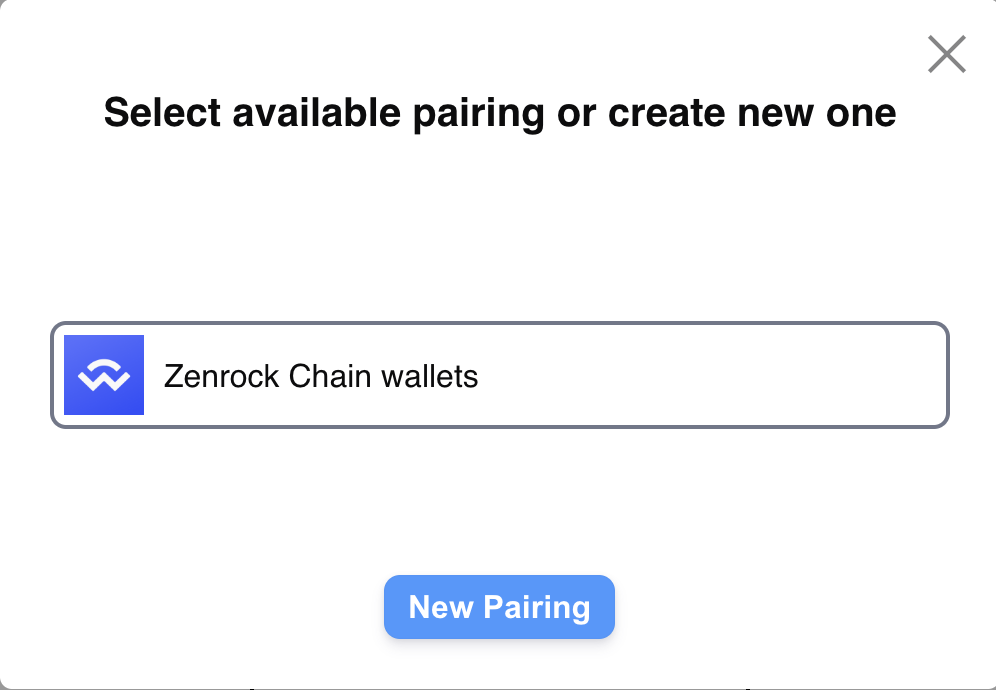 Select available pairing or create new one
Zenrock Chain wallets
New Pairing